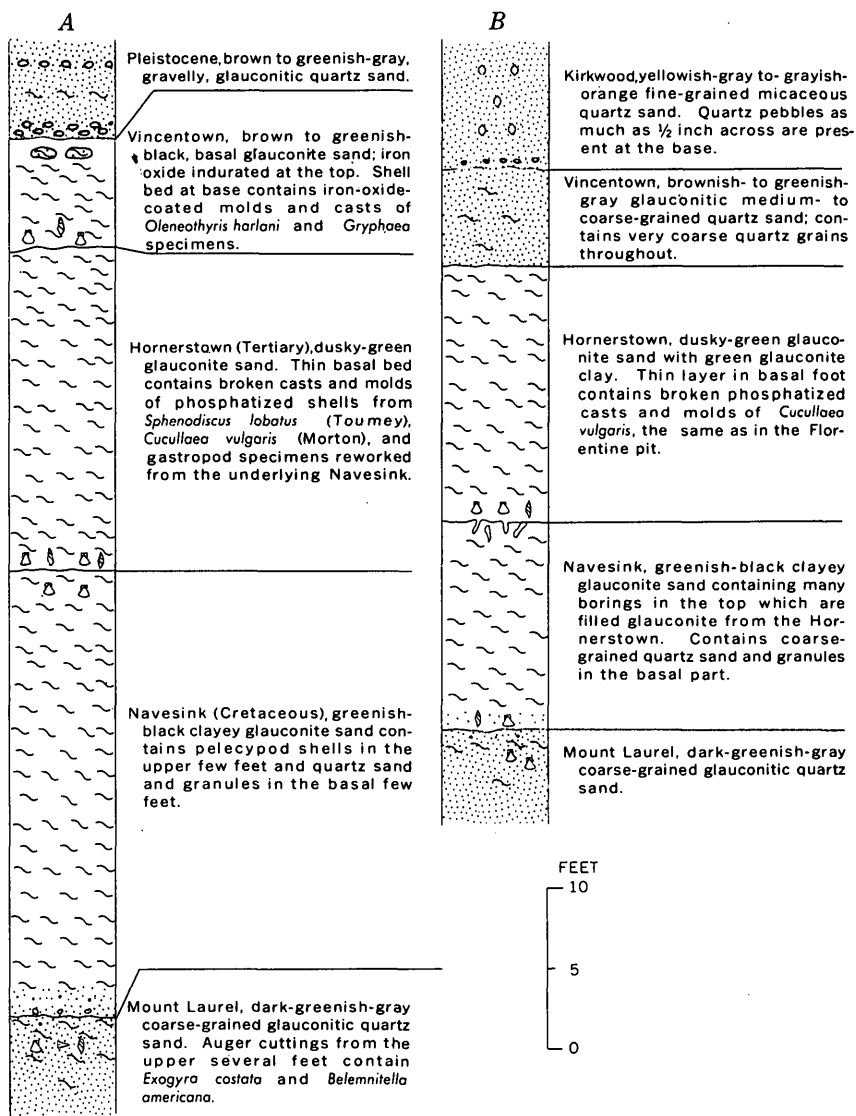 A
Pleistocene, brown to greenish-gray,
gravelly, glauconitic quartz sand.
Vincentown, brown to greenish-
black, basal glauconite sand; iron
oxide indurated at the top. Shell
bed at base contains iron-oxide-
coated molds and casts of
Oleneothyris harlani and Gryphaea
specimens.
Hornerstown (Tertiary), dusky-green
glauconite sand. Thin basal bed
contains broken casts and molds
of phosphatized shells from
Sphenodiscus lobatus (Toumey),
Cucullaea vulgaris (Morton), and
gastropod specimens reworked
from the underlying Navesink.
Navesink (Cretaceous), greenish-
black clayey glauconite sand con-
tains pelecypod shells in the
upper few feet and quartz sand
and granules in the basal few
feet.
Mount Laurel, dark-greenish-gray
coarse-grained glauconitic quartz
sand. Auger cuttings from the
upper several feet contain
Exogyra costata and Belemnitella
americana.
B
Kirkwood, yellowish-gray to- grayish-
orange fine-grained micaceous
quartz sand. Quartz pebbles as
much as ½ inch across are pres-
ent at the base.
Vincentown, brownish- to greenish-
gray glauconitic medium- to
coarse-grained quartz sand; con-
tains very coarse quartz grains
throughout.
Hornerstown, dusky-green glauco-
nite sand with green glauconite
clay. Thin layer in basal foot
contains broken phosphatized
casts and molds of Cucullaea
vulgaris, the same as in the Flor-
entine pit.
Navesink, greenish-black clayey
glauconite sand containing many
borings in the top which are
filled glauconite from the Hor-
nerstown. Contains coarse-
grained quartz sand and granules
in the basal part.
Mount Laurel, dark-greenish-gray
coarse-grained glauconitic quartz
sand.
FEET
10
5
0